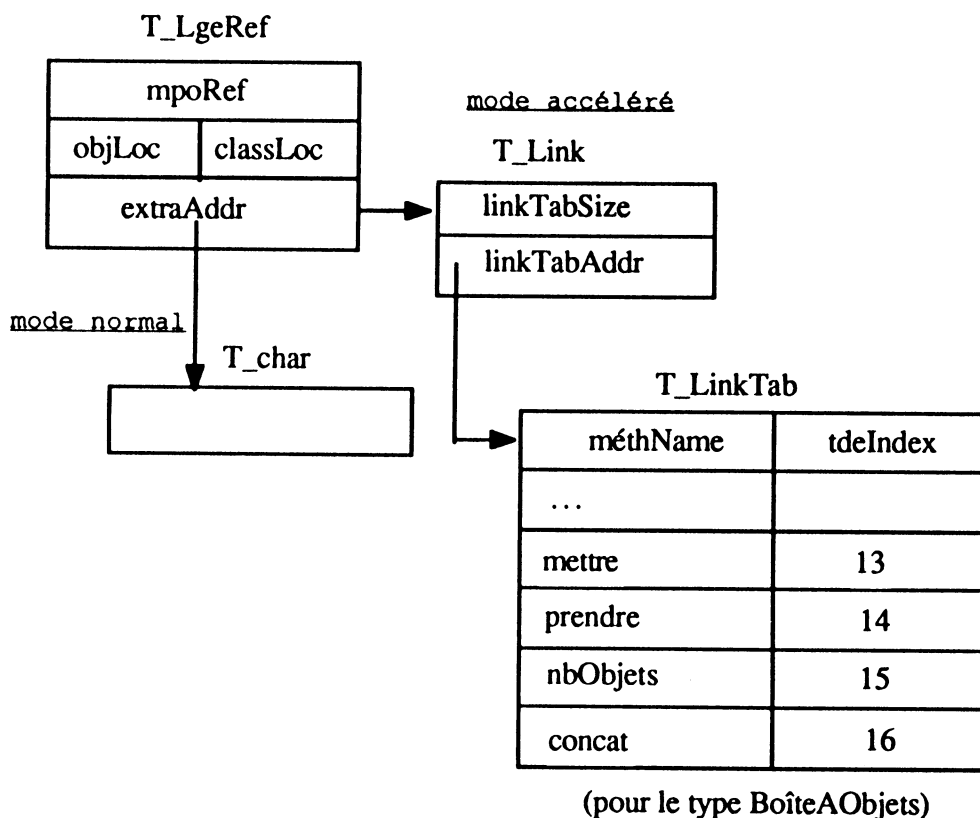 T_LgeRef
mpoRef
mode accéléré
objLoc classLoc
T_Link
extraAddr
linkTabSize
linkTabAddr
mode normal
T_char
T_LinkTab
méthName tdeIndex
...
mettre 13
prendre 14
nbObjets 15
concat 16
(pour le type BoîteAObjets)